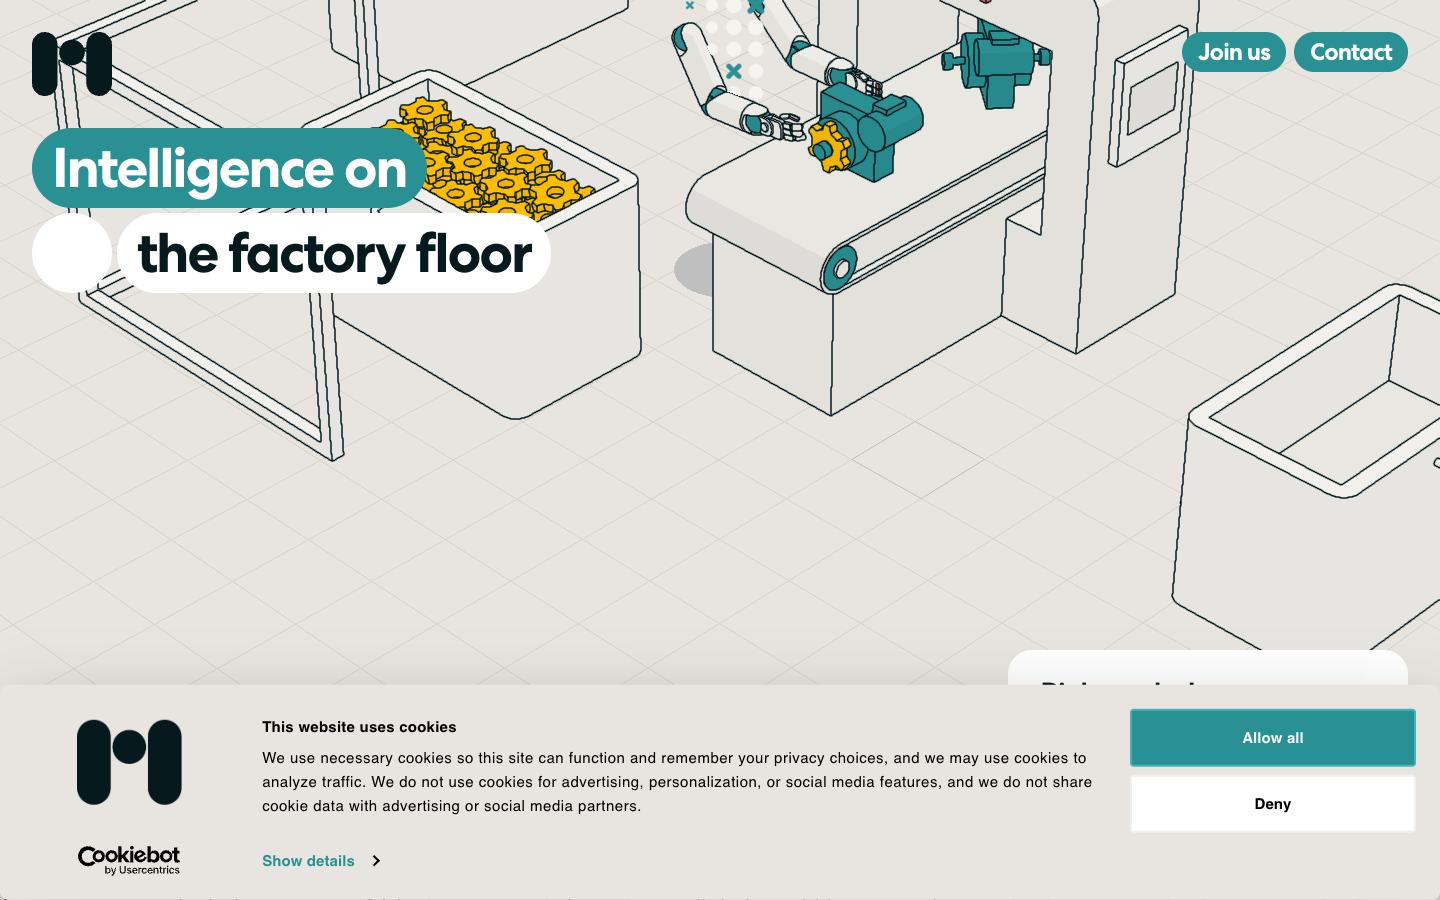 Join us
Contact
Intelligence on
the factory floor
This website uses cookies
We use necessary cookies so this site can function and remember your privacy choices, and we may use cookies to
analyze traffic. We do not use cookies for advertising, personalization, or social media features, and we do not share
cookie data with advertising or social media partners.
Show details
Allow all
Deny
Cookiebot
by Usercentrics